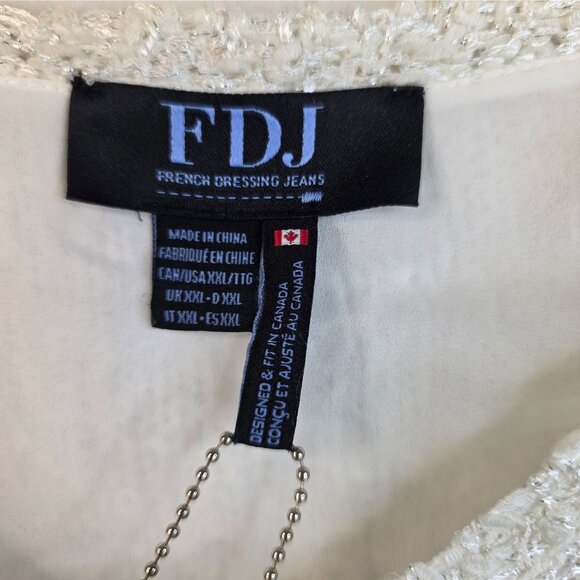 FDJ
FRENCH DRESSING JEANS
MADE IN CHINA
FABRIQUÉ EN CHINE
CAN/USA XXL/TTG
UK XXL • D XXL
IT XXL • ES XXL
DESIGNED & FIT IN CANADA
CONÇU ET AJUSTÉ AU CANADA